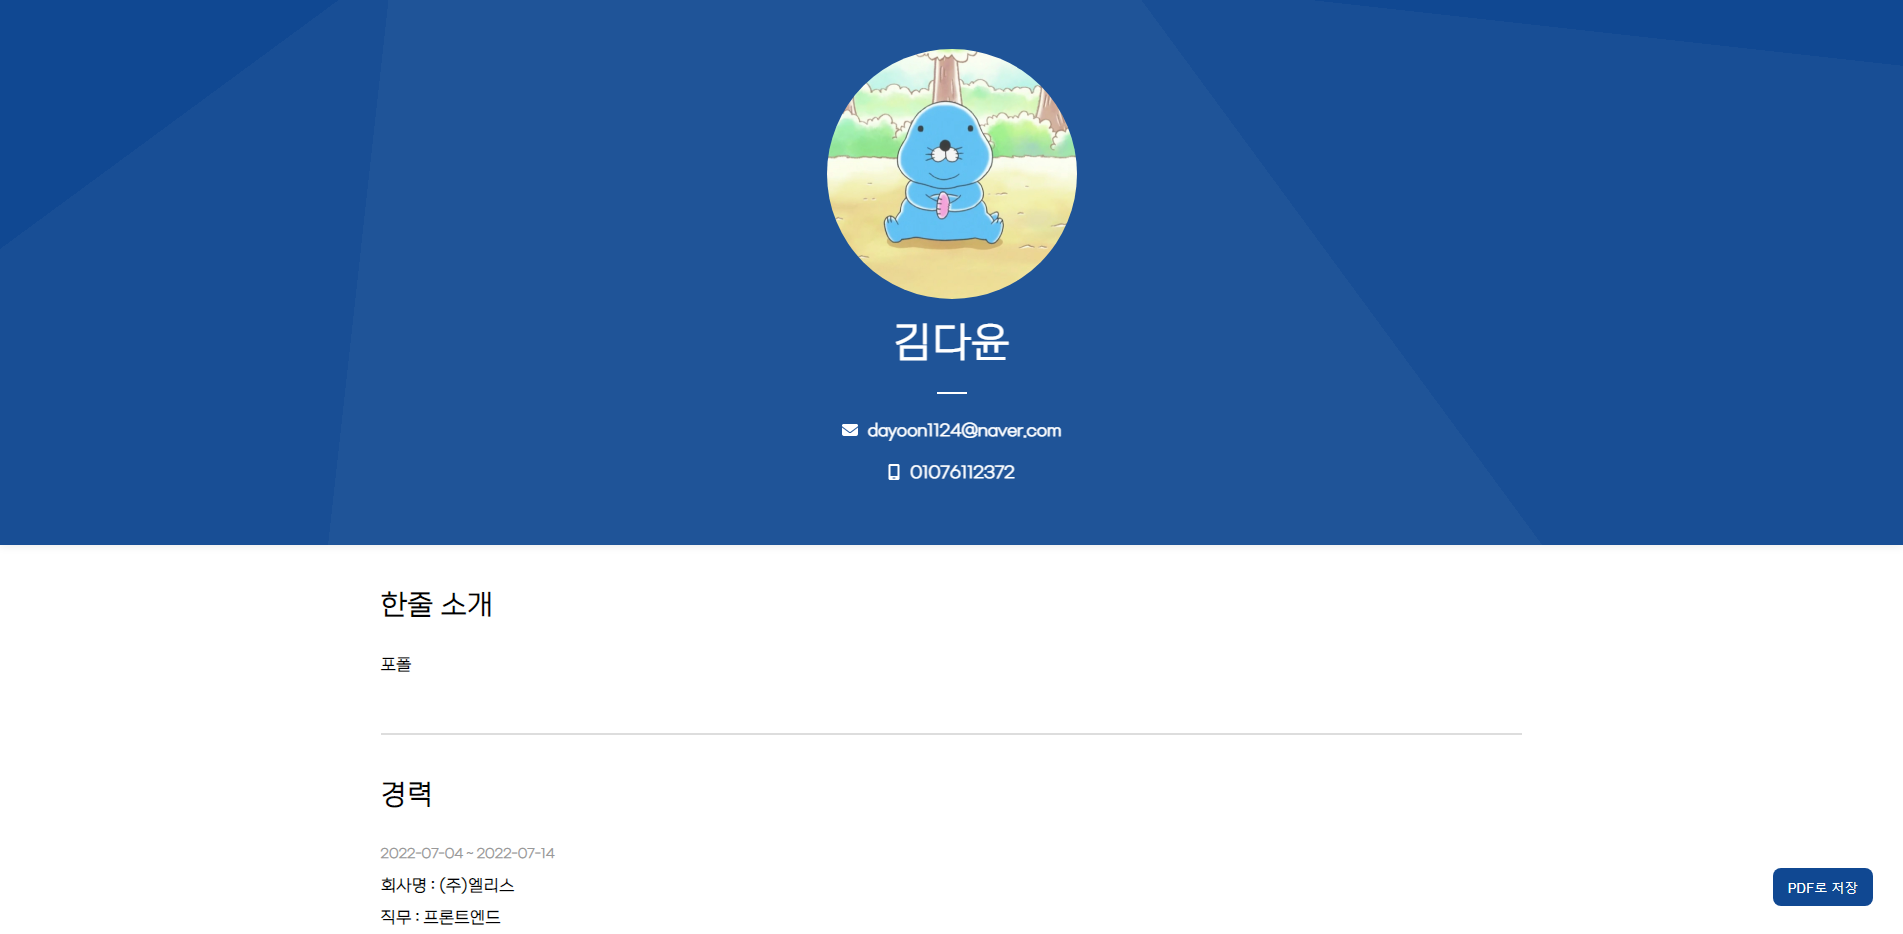 김다윤
dayoon1124@naver.com
01076112372
한줄 소개
포폴
경력
2022-07-04 ~ 2022-07-14
회사명 : (주)엘리스
직무 : 프론트엔드
PDF로 저장